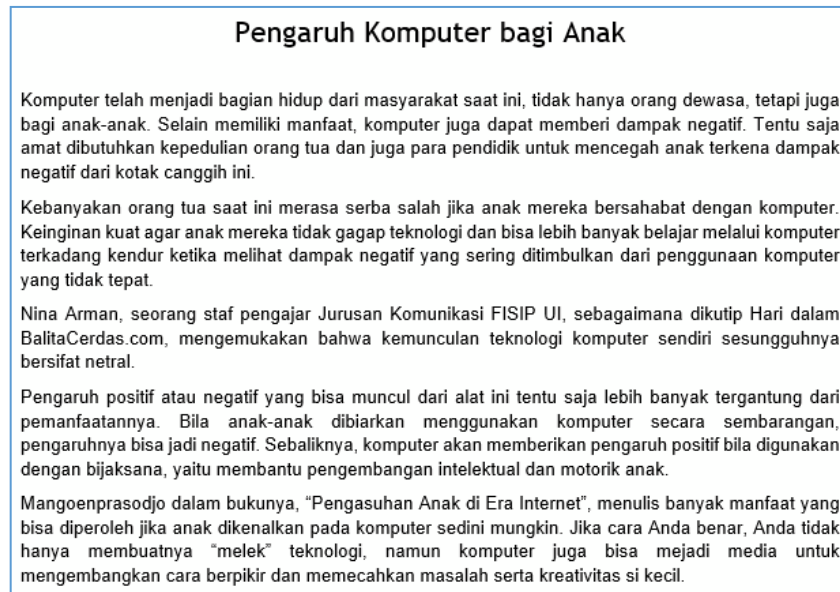 Pengaruh Komputer bagi Anak
Komputer telah menjadi bagian hidup dari masyarakat saat ini, tidak hanya orang dewasa, tetapi juga
bagi anak-anak. Selain memiliki manfaat, komputer juga dapat memberi dampak negatif. Tentu saja
amat dibutuhkan kepedulian orang tua dan juga para pendidik untuk mencegah anak terkena dampak
negatif dari kotak canggih ini.
Kebanyakan orang tua saat ini merasa serba salah jika anak mereka bersahabat dengan komputer.
Keinginan kuat agar anak mereka tidak gagap teknologi dan bisa lebih banyak belajar melalui komputer
terkadang kendur ketika melihat dampak negatif yang sering ditimbulkan dari penggunaan komputer
yang tidak tepat.
Nina Arman, seorang staf pengajar Jurusan Komunikasi FISIP UI, sebagaimana dikutip Hari dalam
BalitaCerdas.com, mengemukakan bahwa kemunculan teknologi komputer sendiri sesungguhnya
bersifat netral.
Pengaruh positif atau negatif yang bisa muncul dari alat ini tentu saja lebih banyak tergantung dari
pemanfaatannya. Bila anak-anak dibiarkan menggunakan komputer secara sembarangan,
pengaruhnya bisa jadi negatif. Sebaliknya, komputer akan memberikan pengaruh positif bila digunakan
dengan bijaksana, yaitu membantu pengembangan intelektual dan motorik anak.
Mangoenprasodjo dalam bukunya, “Pengasuhan Anak di Era Internet”, menulis banyak manfaat yang
bisa diperoleh jika anak dikenalkan pada komputer sedini mungkin. Jika cara Anda benar, Anda tidak
hanya membuatnya “melek” teknologi, namun komputer juga bisa mejadi media untuk
mengembangkan cara berpikir dan memecahkan masalah serta kreativitas si kecil.